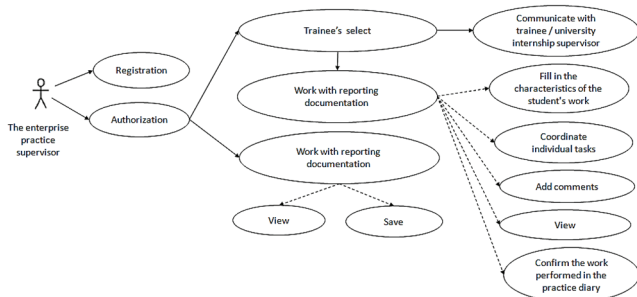 Trainee's select
Communicate with
trainee / university
internship supervisor
Registration
Work with reporting
documentation
Fill in the
characteristics of the
student's work
Authorization
The enterprise
practice
supervisor
Coordinate
individual tasks
Work with reporting
documentation
Add comments
View
Save
View
Confirm the work
performed in the
practice diary